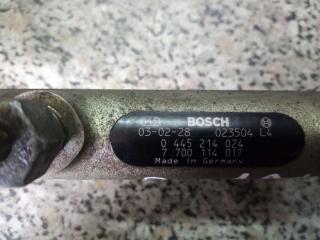 BOSCH
03-02-28 023504 L4
0 445 214 024
7 700 114 017
Made in Germany